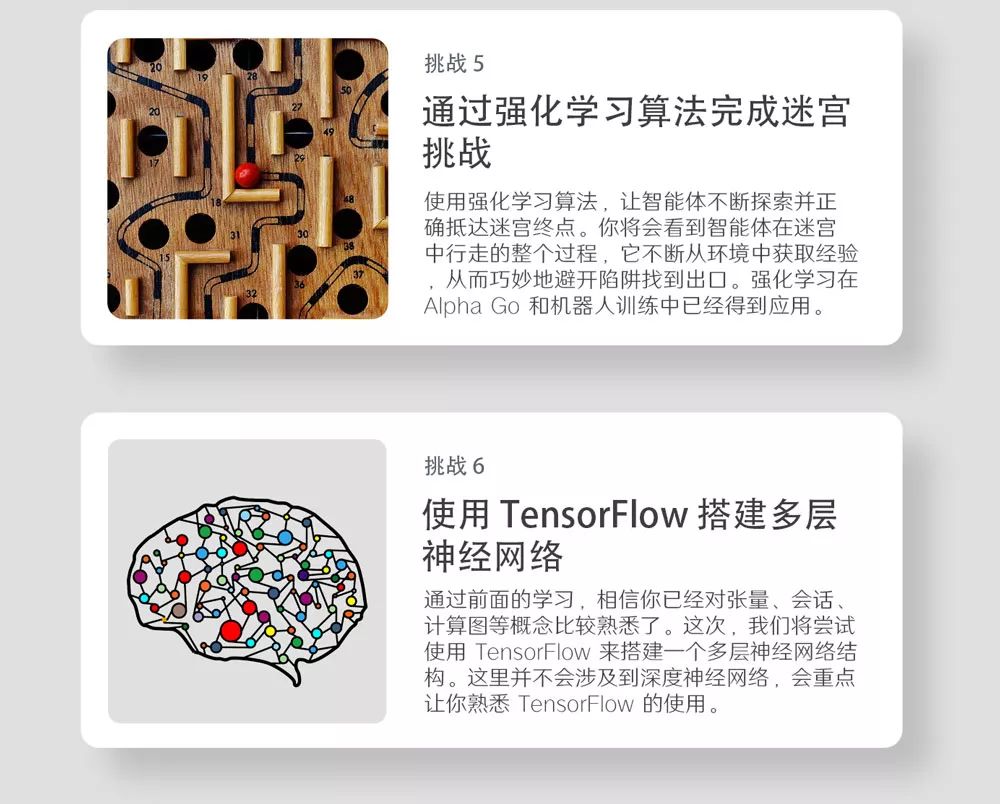 挑战 5
通过强化学习算法完成迷宫
挑战
使用强化学习算法，让智能体不断探索并正
确抵达迷宫终点。你将会看到智能体在迷宫
中行走的整个过程，它不断从环境中获取经验
，从而巧妙地避开陷阱找到出口。强化学习在
Alpha Go 和机器人训练中已经得到应用。
20
19
28
50
20
27
49
17
29
18
48
31
30
38
15
37
32
36
挑战 6
使用 TensorFlow 搭建多层
神经网络
通过前面的学习，相信你已经对张量、会话、
计算图等概念比较熟悉了。这次，我们将尝试
使用 TensorFlow 来搭建一个多层神经网络结
构。这里并不会涉及到深度神经网络，会重点
让你熟悉 TensorFlow 的使用。